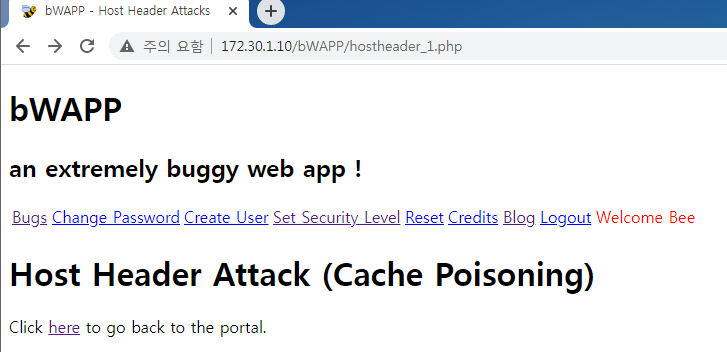 bWAPP - Host Header Attacks
주의 요함 | 172.30.1.10/bWAPP/hostheader_1.php
bWAPP
an extremely buggy web app !
Bugs Change Password Create User Set Security Level Reset Credits Blog Logout Welcome Bee
Host Header Attack (Cache Poisoning)
Click here to go back to the portal.